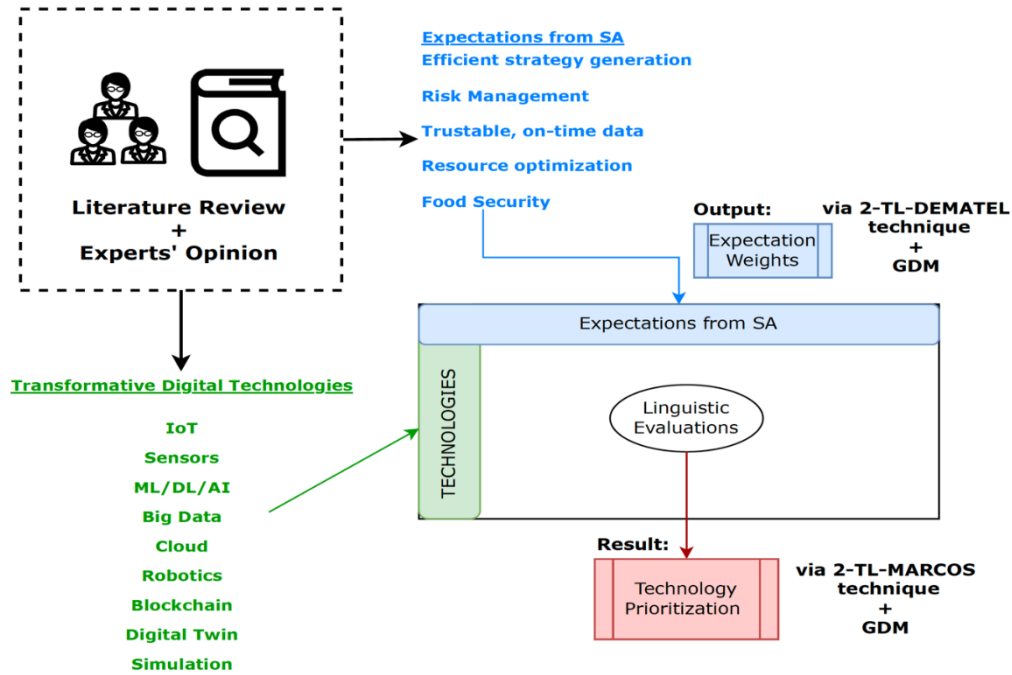 Literature Review
+
Experts' Opinion
Expectations from SA
Efficient strategy generation
Risk Management
Trustable, on-time data
Resource optimization
Food Security
Output:
Expectation
Weights
via 2-TL-DEMATEL
technique
+
GDM
Expectations from SA
TECHNOLOGIES
Linguistic
Evaluations
Transformative Digital Technologies
IoT
Sensors
ML/DL/AI
Big Data
Cloud
Robotics
Blockchain
Digital Twin
Simulation
Result:
Technology
Prioritization
via 2-TL-MARCOS
technique
+
GDM